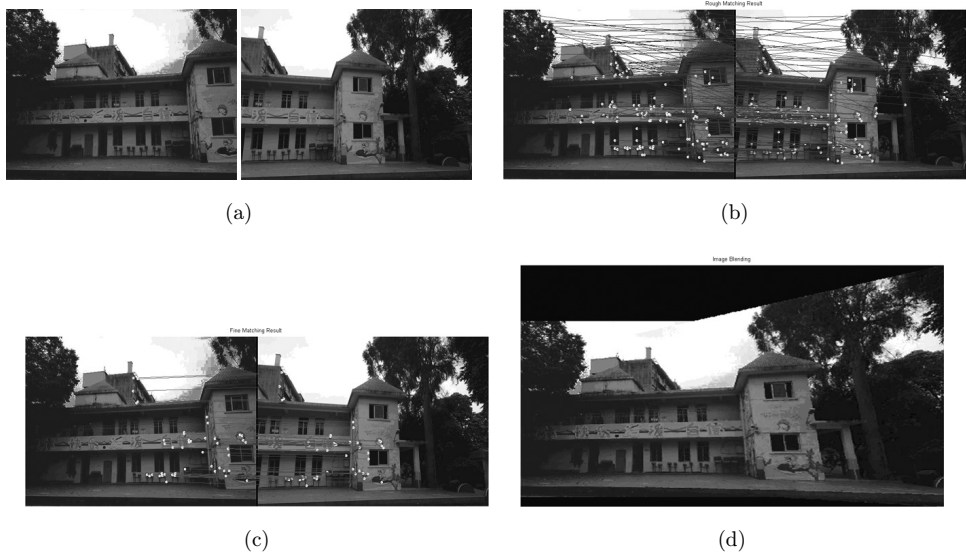 Rough Matching Result
(a)
(b)
Fine Matching Result
Image Blending
(c)
(d)